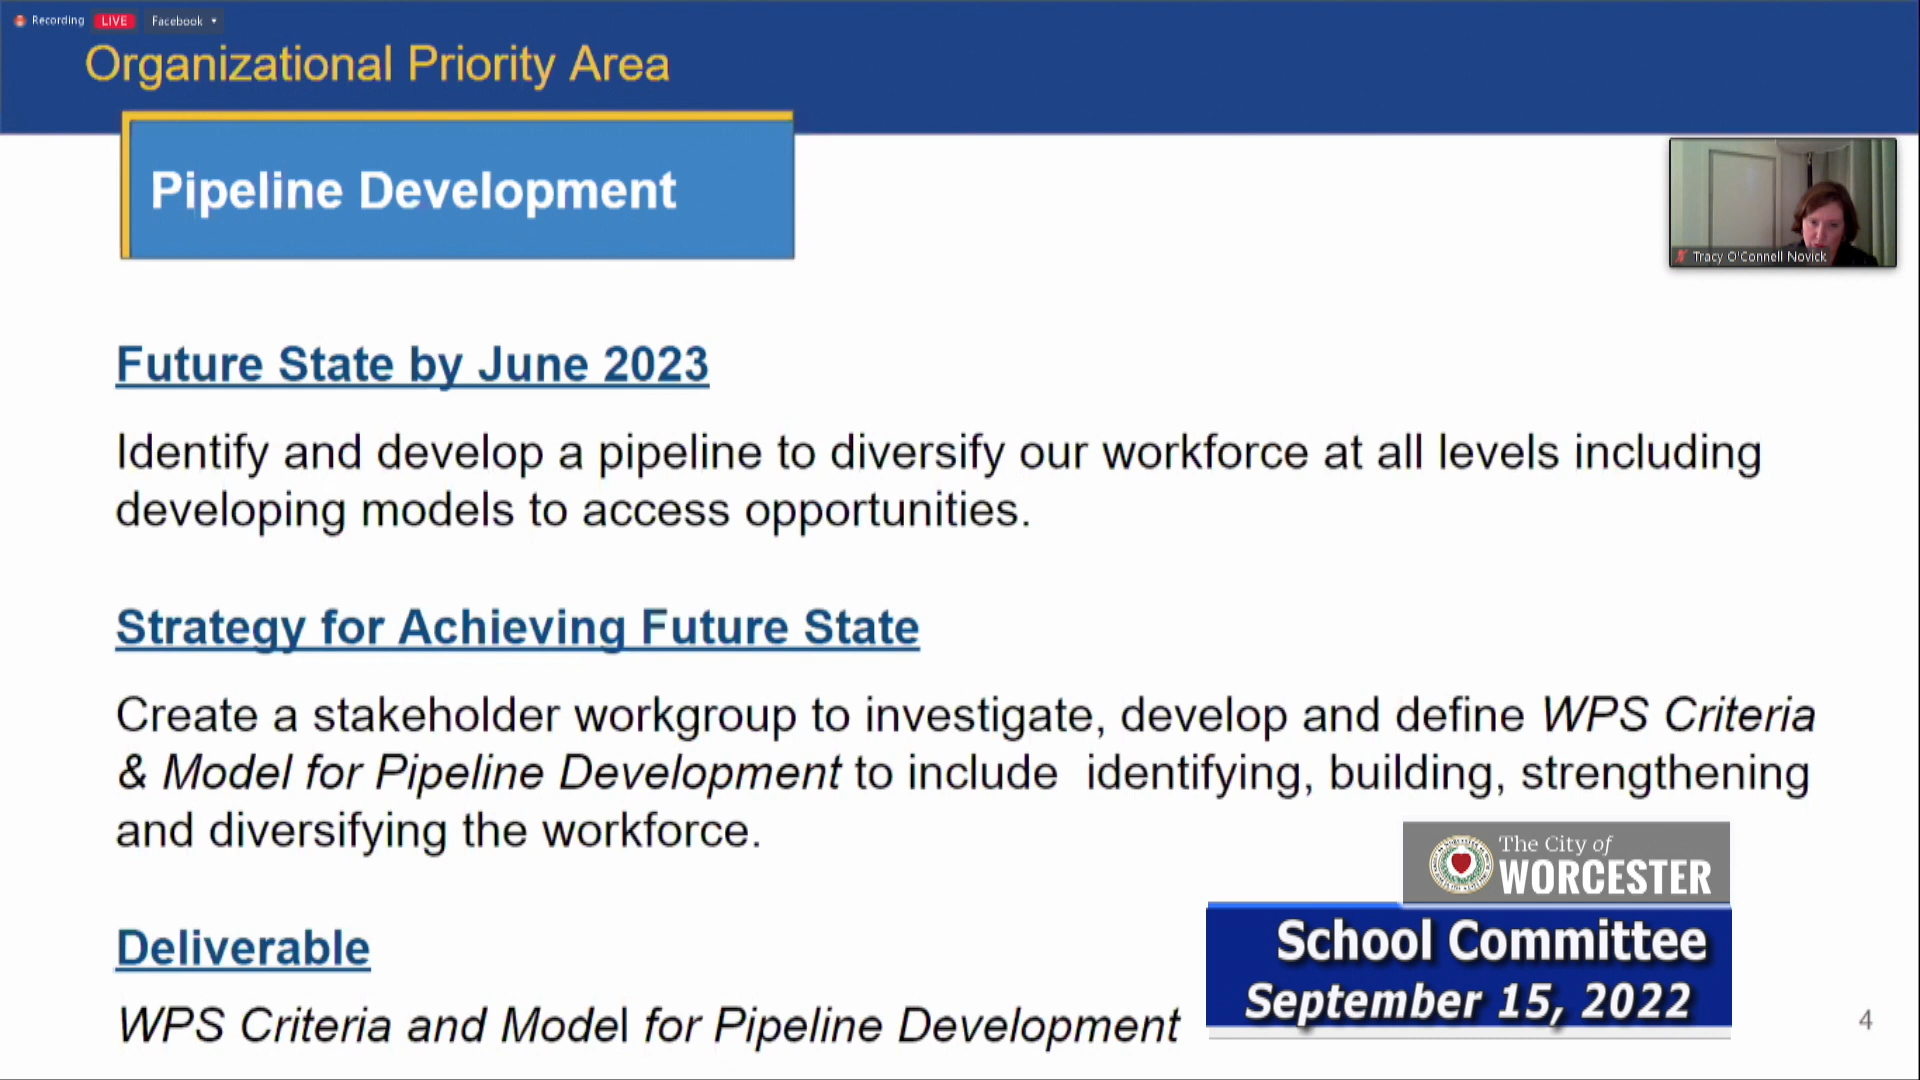 Recording LIVE Facebook
Organizational Priority Area
Pipeline Development
Tracy O'Connell Novick
Future State by June 2023
Identify and develop a pipeline to diversify our workforce at all levels including
developing models to access opportunities.
Strategy for Achieving Future State
Create a stakeholder workgroup to investigate, develop and define WPS Criteria
& Model for Pipeline Development to include identifying, building, strengthening
and diversifying the workforce.
The City of
WORCESTER
Deliverable
School Committee
September 15, 2022
WPS Criteria and Model for Pipeline Development
4